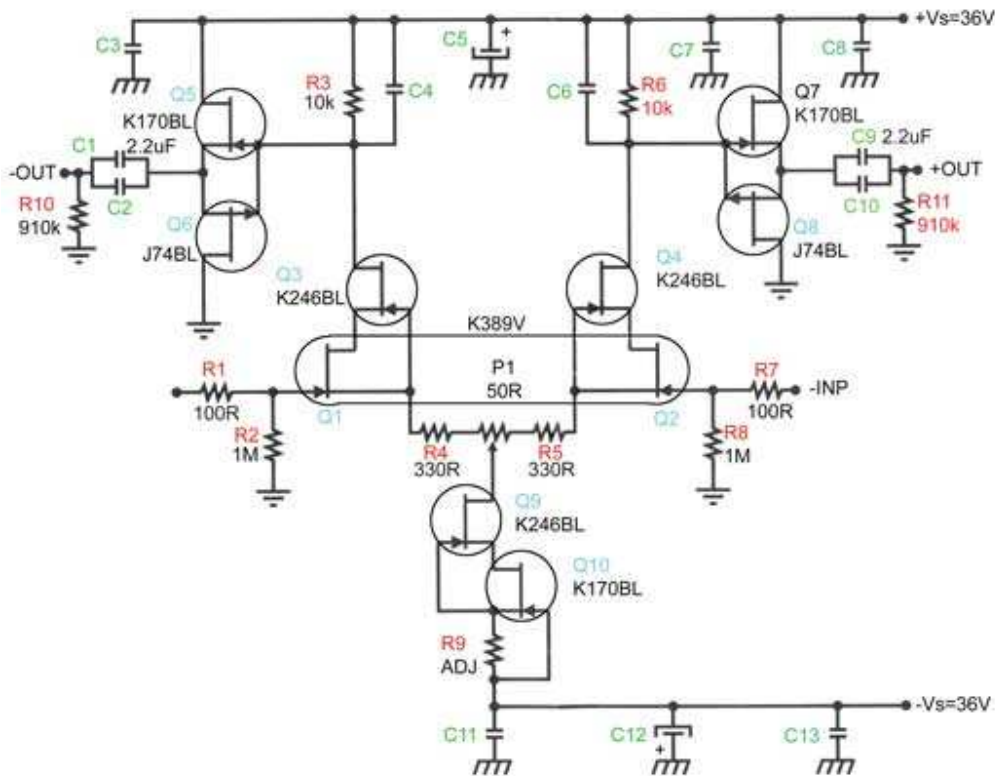 +Vs=36V
C3
C5
+
C7
C8
R3
10k
C4
C6
R6
10k
Q5
K170BL
Q7
K170BL
C1
2.2uF
C9
2.2uF
-OUT
+OUT
R10
910k
C2
C10
R11
910k
Q6
J74BL
Q8
J74BL
Q3
K246BL
Q4
K246BL
K389V
P1
50R
R1
100R
R7
100R
-INP
Q1
Q2
R2
1M
R8
1M
R4
330R
R5
330R
Q9
K246BL
Q10
K170BL
R9
ADJ
-Vs=36V
C11
C12
+
C13